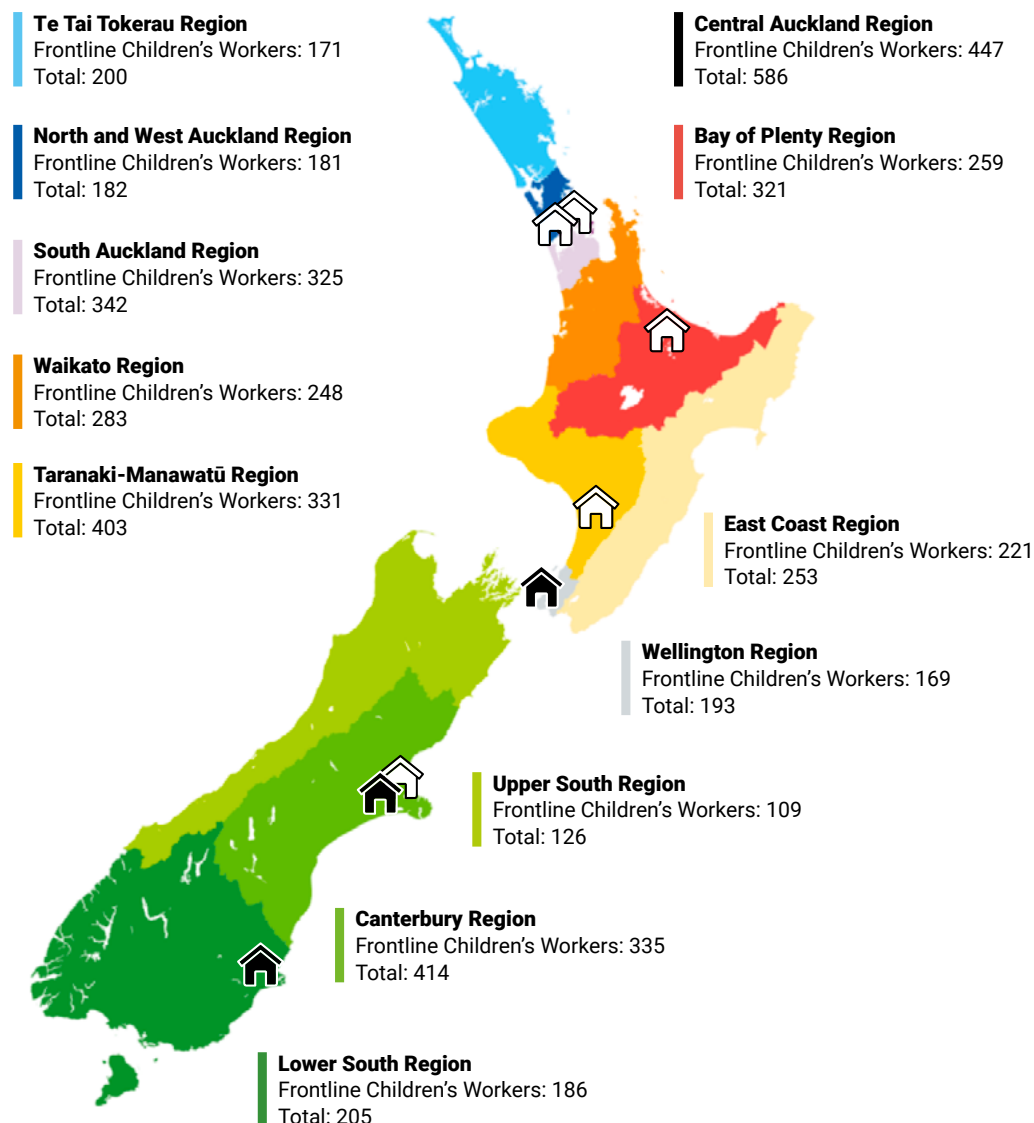 Te Tai Tokerau Region
Frontline Children’s Workers: 171
Total: 200
North and West Auckland Region
Frontline Children’s Workers: 181
Total: 182
South Auckland Region
Frontline Children’s Workers: 325
Total: 342
Waikato Region
Frontline Children’s Workers: 248
Total: 283
Taranaki-Manawatū Region
Frontline Children’s Workers: 331
Total: 403
Central Auckland Region
Frontline Children’s Workers: 447
Total: 586
Bay of Plenty Region
Frontline Children’s Workers: 259
Total: 321
East Coast Region
Frontline Children’s Workers: 221
Total: 253
Wellington Region
Frontline Children’s Workers: 169
Total: 193
Upper South Region
Frontline Children’s Workers: 109
Total: 126
Canterbury Region
Frontline Children’s Workers: 335
Total: 414
Lower South Region
Frontline Children’s Workers: 186
Total: 205